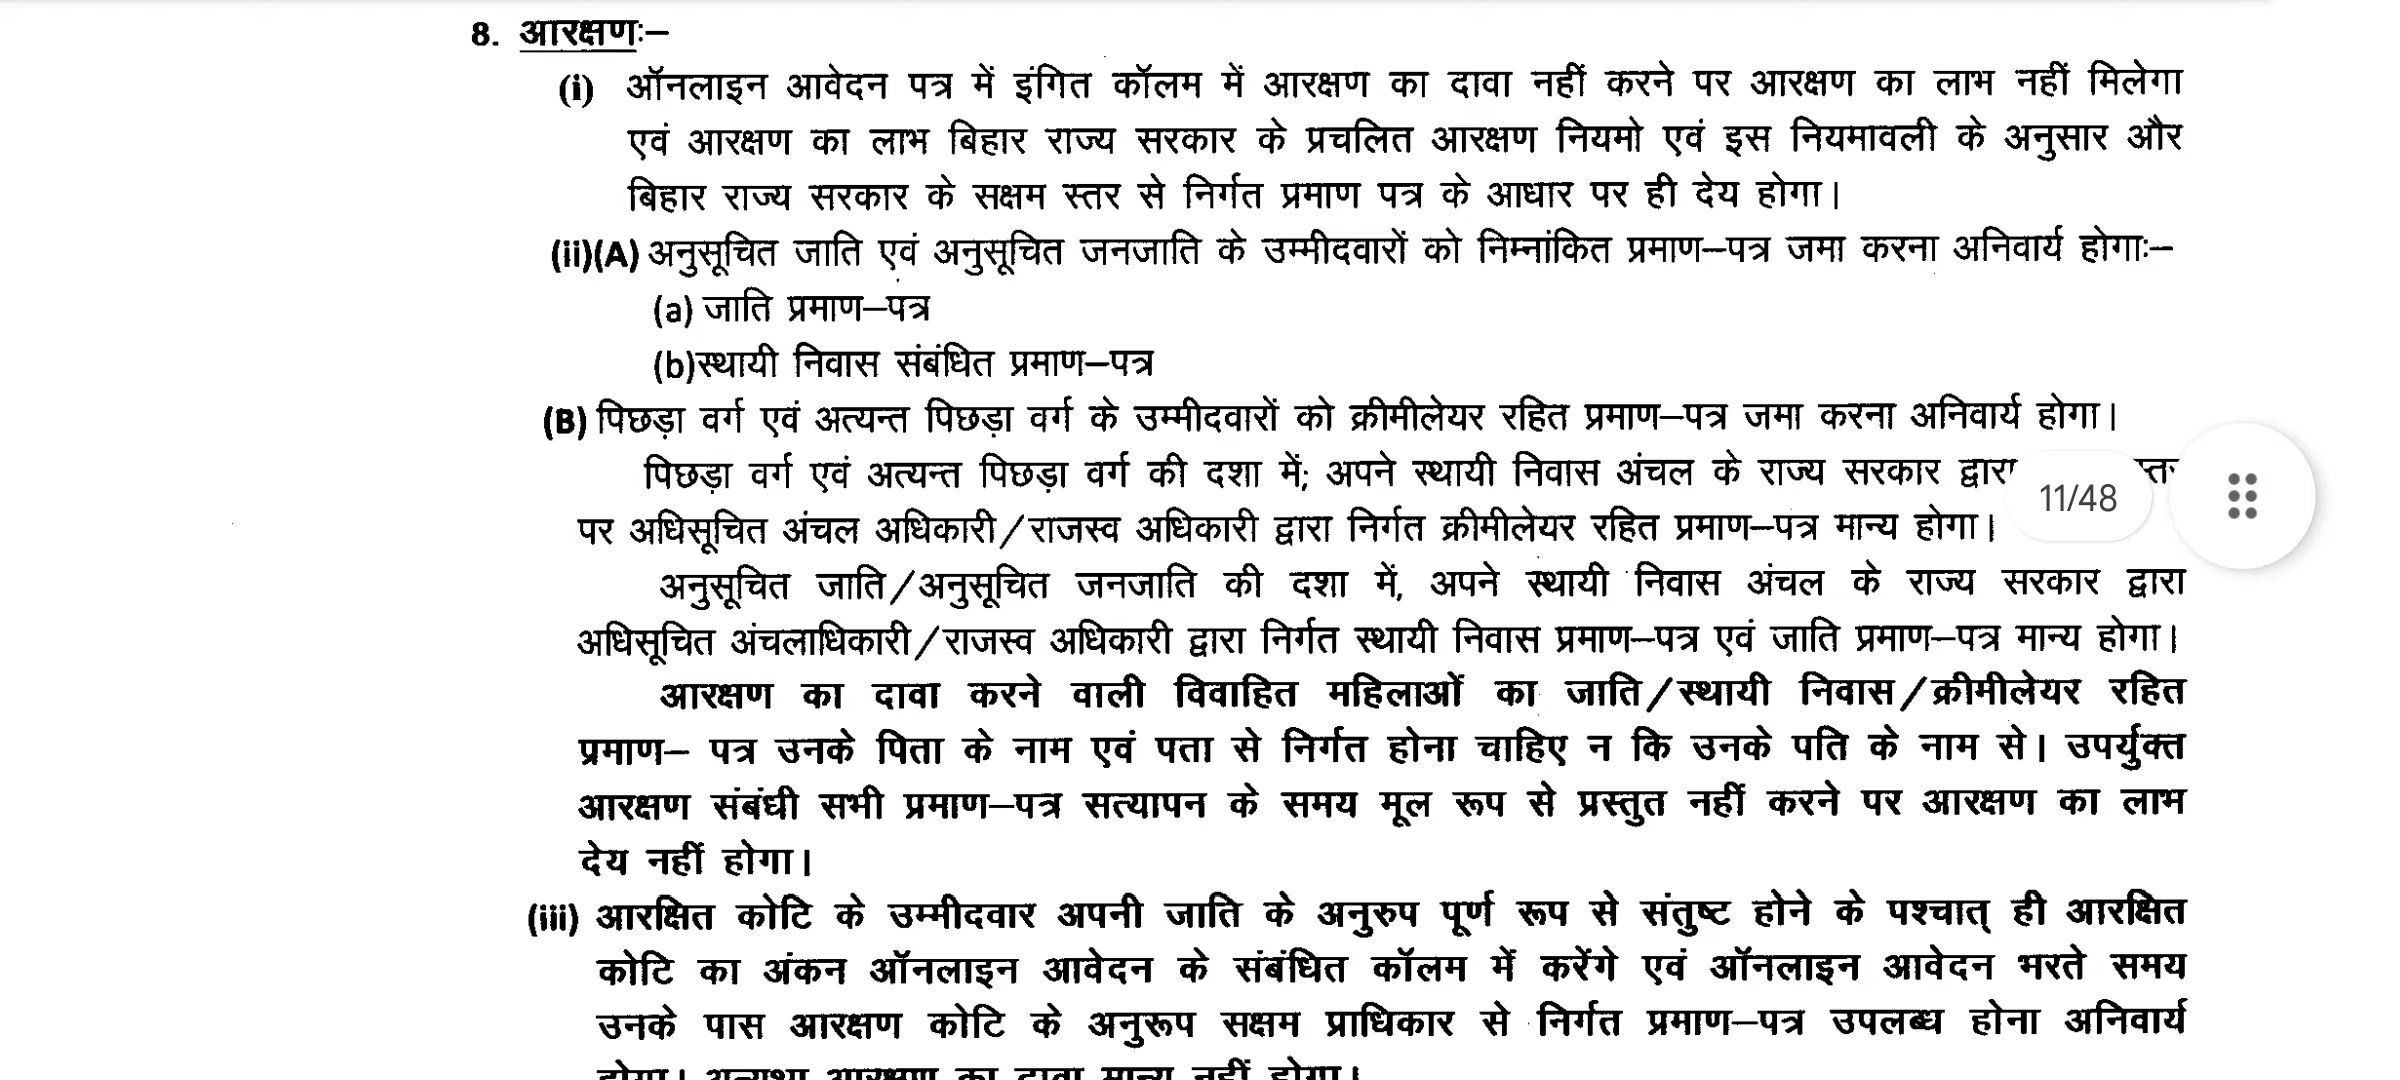 8. आरक्षणः–
(i) ऑनलाइन आवेदन पत्र में इंगित कॉलम में आरक्षण का दावा नहीं करने पर आरक्षण का लाभ नहीं मिलेगा
एवं आरक्षण का लाभ बिहार राज्य सरकार के प्रचलित आरक्षण नियमो एवं इस नियमावली के अनुसार और
बिहार राज्य सरकार के सक्षम स्तर से निर्गत प्रमाण पत्र के आधार पर ही देय होगा।
(ii)(A) अनुसूचित जाति एवं अनुसूचित जनजाति के उम्मीदवारों को निम्नांकित प्रमाण–पत्र जमा करना अनिवार्य होगाः–
(a) जाति प्रमाण–पत्र
(b)स्थायी निवास संबंधित प्रमाण–पत्र
(B) पिछड़ा वर्ग एवं अत्यन्त पिछड़ा वर्ग के उम्मीदवारों को क्रीमीलेयर रहित प्रमाण–पत्र जमा करना अनिवार्य होगा।
पिछड़ा वर्ग एवं अत्यन्त पिछड़ा वर्ग की दशा में; अपने स्थायी निवास अंचल के राज्य सरकार द्वारा
11/48
पर अधिसूचित अंचल अधिकारी/राजस्व अधिकारी द्वारा निर्गत क्रीमीलेयर रहित प्रमाण–पत्र मान्य होगा।
अनुसूचित जाति/अनुसूचित जनजाति की दशा में, अपने स्थायी निवास अंचल के राज्य सरकार द्वारा
अधिसूचित अंचलाधिकारी/राजस्व अधिकारी द्वारा निर्गत स्थायी निवास प्रमाण–पत्र एवं जाति प्रमाण–पत्र मान्य होगा।
आरक्षण का दावा करने वाली विवाहित महिलाओं का जाति/स्थायी निवास/क्रीमीलेयर रहित
प्रमाण– पत्र उनके पिता के नाम एवं पता से निर्गत होना चाहिए न कि उनके पति के नाम से। उपर्युक्त
आरक्षण संबंधी सभी प्रमाण–पत्र सत्यापन के समय मूल रूप से प्रस्तुत नहीं करने पर आरक्षण का लाभ
देय नहीं होगा।
(iii) आरक्षित कोटि के उम्मीदवार अपनी जाति के अनुरुप पूर्ण रूप से संतुष्ट होने के पश्चात् ही आरक्षित
कोटि का अंकन ऑनलाइन आवेदन के संबंधित कॉलम में करेंगे एवं ऑनलाइन आवेदन भरते समय
उनके पास आरक्षण कोटि के अनुरूप सक्षम प्राधिकार से निर्गत प्रमाण–पत्र उपलब्ध होना अनिवार्य
होगा। अन्यथा आरक्षण का दावा मान्य नहीं होगा।